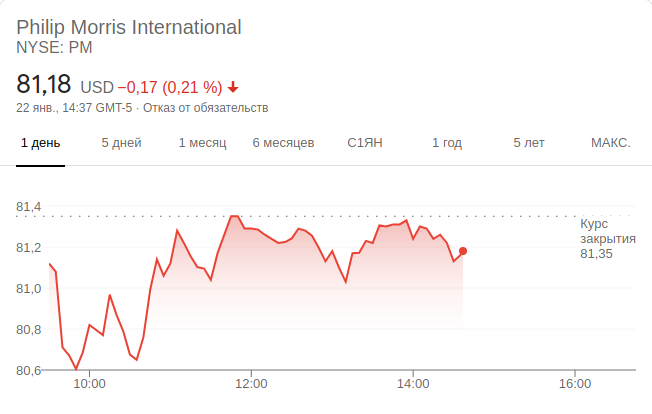 Philip Morris International
NYSE: PM
81,18 USD −0,17 (0,21 %)
22 янв., 14:37 GMT-5 · Отказ от обязательств
1 день 5 дней 1 месяц 6 месяцев С1ЯН 1 год 5 лет МАКС.
81,4
Курс
закрытия
81,35
81,2
81,0
80,8
80,6
10:00 12:00 14:00 16:00